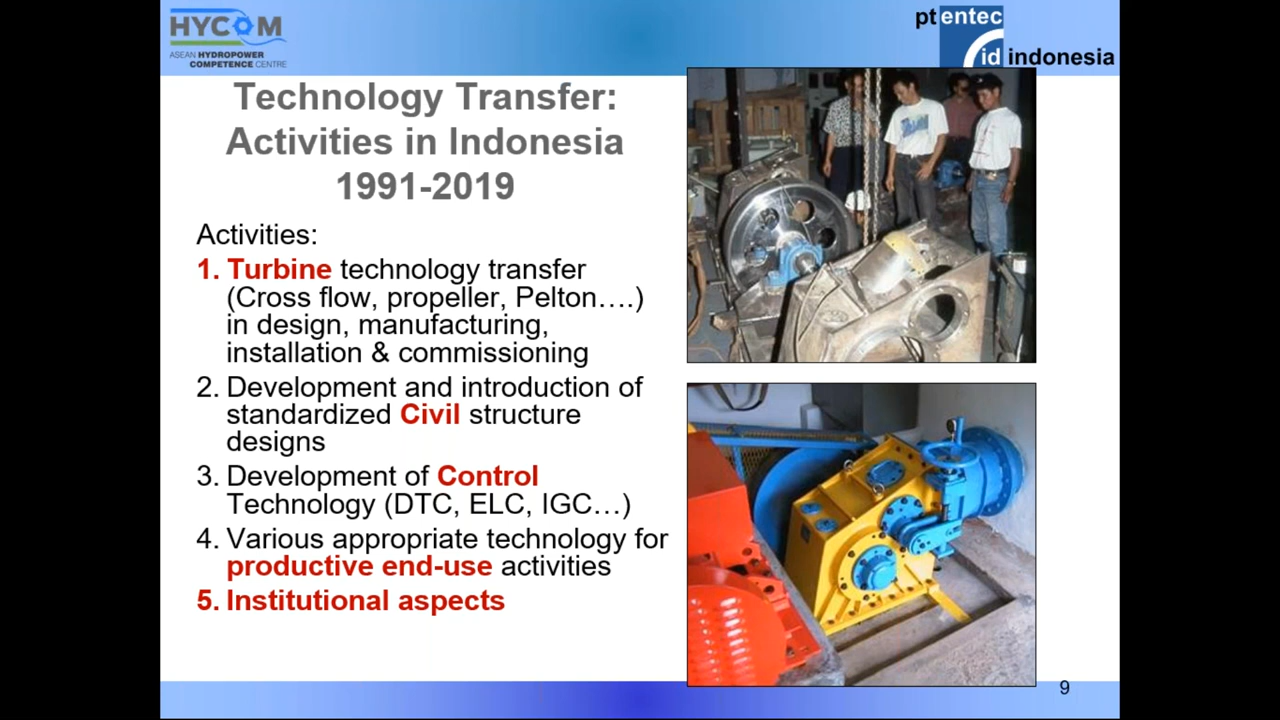 HYCOM
ASEAN HYDROPOWER
COMPETENCE CENTRE
pt entec
id indonesia
Technology Transfer:
Activities in Indonesia
1991-2019
Activities:
1. Turbine technology transfer
(Cross flow, propeller, Pelton….)
in design, manufacturing,
installation & commissioning
2. Development and introduction of
standardized Civil structure
designs
3. Development of Control
Technology (DTC, ELC, IGC…)
4. Various appropriate technology for
productive end-use activities
5. Institutional aspects
9